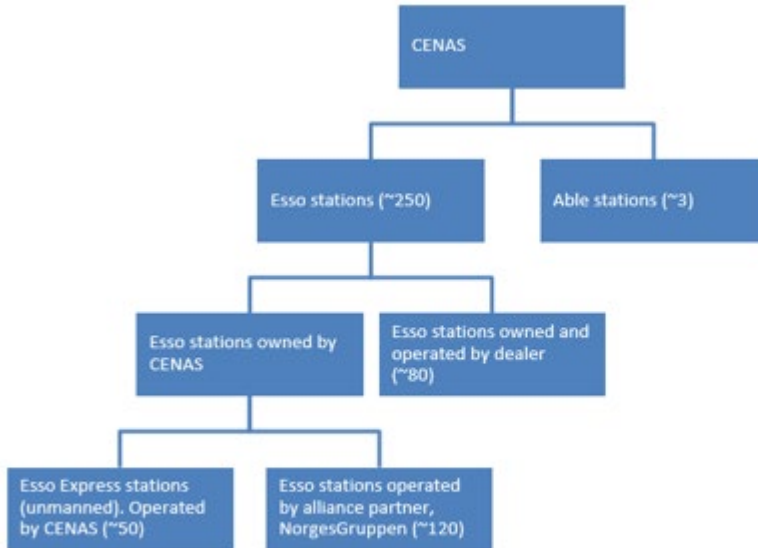 CENAS
Esso stations (~250)
Able stations (~3)
Esso stations owned by
CENAS
Esso stations owned and
operated by dealer
(~80)
Esso Express stations
(unmanned). Operated
by CENAS (~50)
Esso stations operated
by alliance partner,
NorgesGruppen (~120)